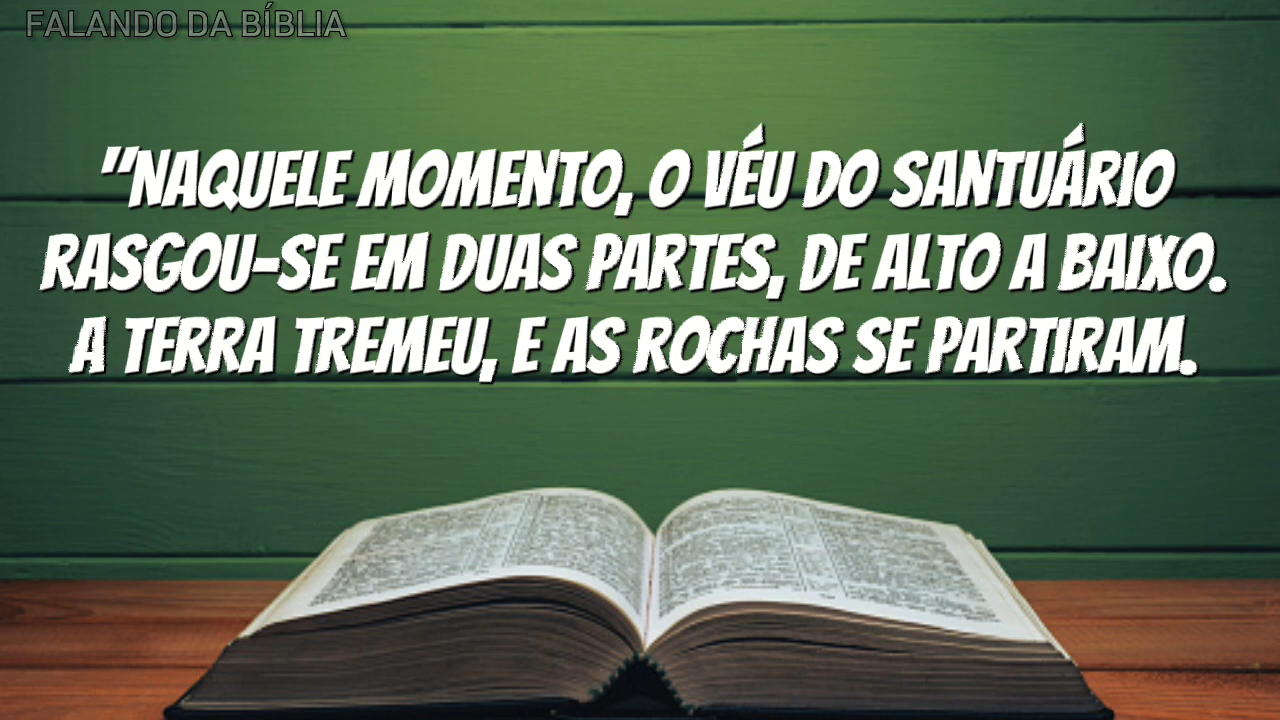 FALANDO DA BÍBLIA
"NAQUELE MOMENTO, O VÉU DO SANTUÁRIO
RASGOU-SE EM DUAS PARTES, DE ALTO A BAIXO.
A TERRA TREMEU, E AS ROCHAS SE PARTIRAM.